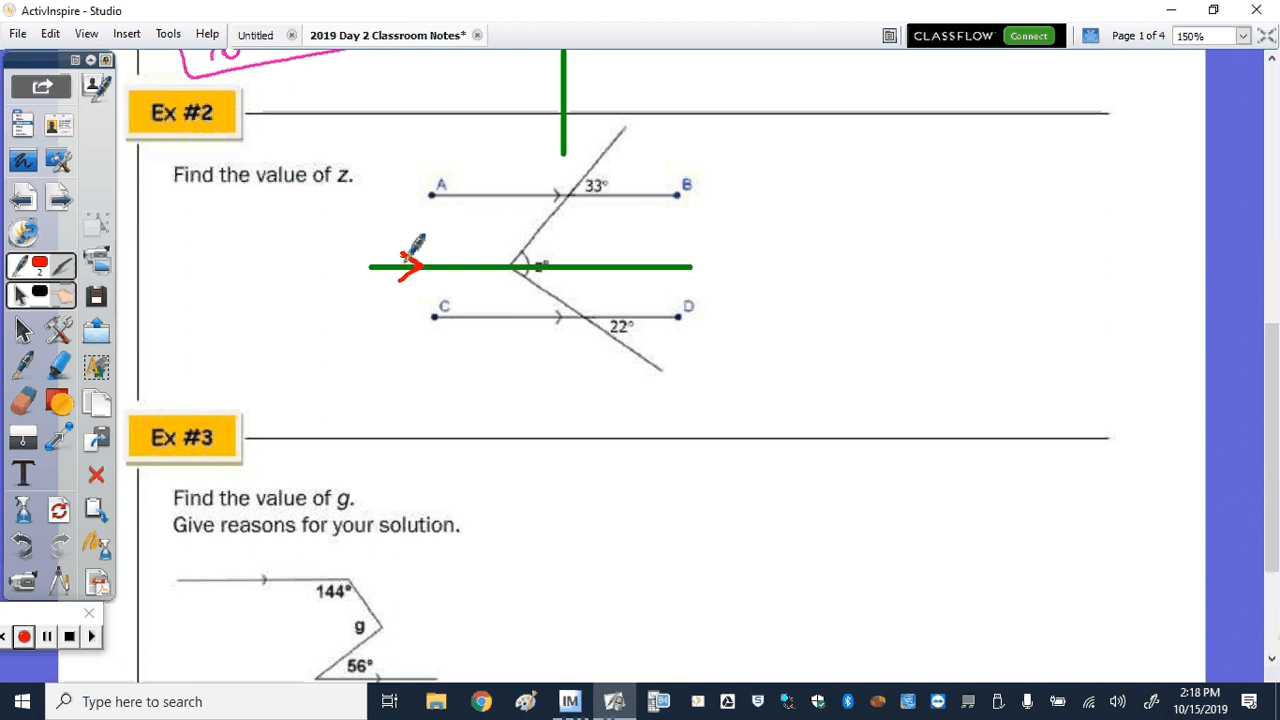 ActivInspire - Studio
File Edit View Insert Tools Help
Untitled
2019 Day 2 Classroom Notes*
CLASSFLOW Connect
Page 1 of 4
150%
Ex #2
Find the value of z.
A
33°
B
z°
C
D
22°
Ex #3
Find the value of g.
Give reasons for your solution.
144°
g
56°
2
T
Type here to search
IM
2:18 PM
10/15/2019